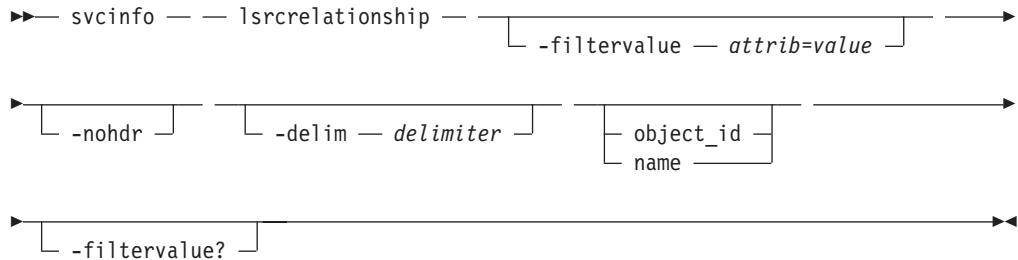 svcinfo lsrcrelationship
-filtervalue attrib=value
-nohdr -delim delimiter object_id
name
-filtervalue?